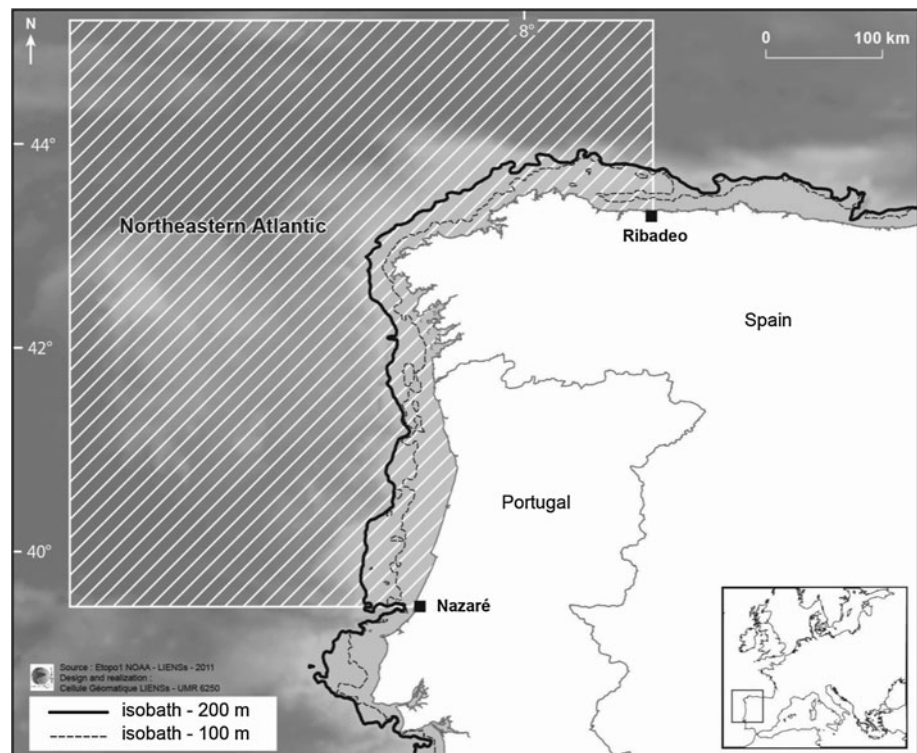 N
8°
0 100 km
44°
Northeastern Atlantic
Ribadeo
Spain
42°
Portugal
40°
Nazaré
Source : Etopo1 NOAA - LIENSs - 2011
Design and realization :
Cellule Géomatique LIENSs - UMR 6250
isobath - 200 m
isobath - 100 m